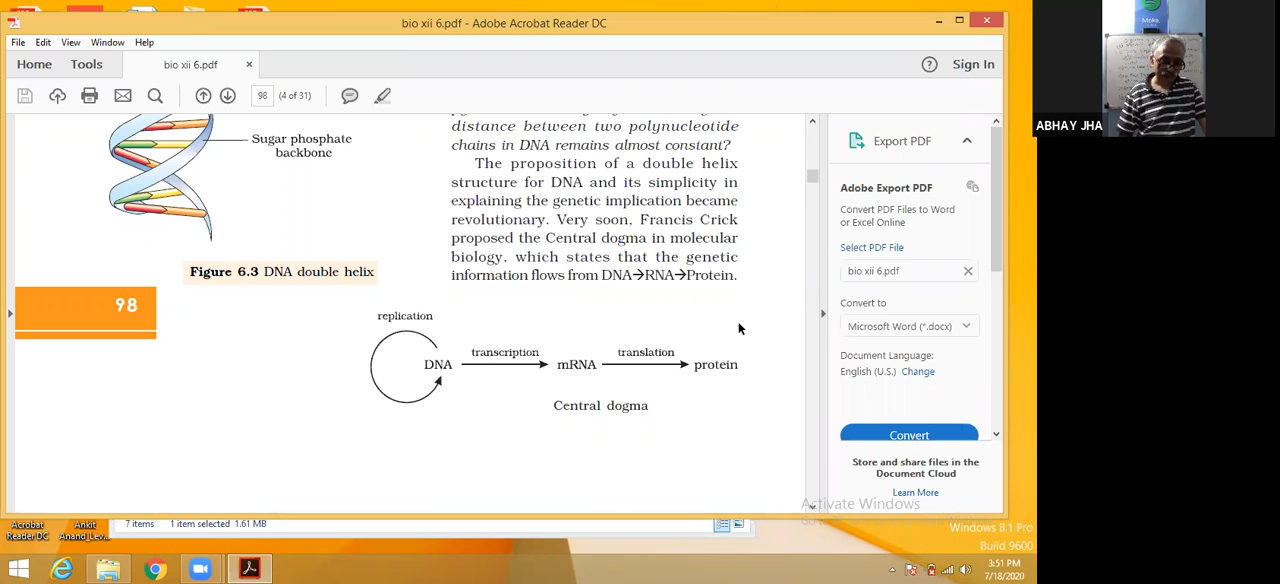 bio xii 6.pdf - Adobe Acrobat Reader DC
File Edit View Window Help
Home Tools bio xii 6.pdf × Sign In
98 (4 of 31)
Sugar phosphate
backbone
Figure 6.3 DNA double helix
98
distance between two polynucleotide
chains in DNA remains almost constant?
The proposition of a double helix
structure for DNA and its simplicity in
explaining the genetic implication became
revolutionary. Very soon, Francis Crick
proposed the Central dogma in molecular
biology, which states that the genetic
information flows from DNA→RNA→Protein.
replication
DNA transcription mRNA translation protein
Central dogma
Export PDF
Adobe Export PDF
Convert PDF Files to Word
or Excel Online
Select PDF File
bio xii 6.pdf
Convert to
Microsoft Word (*.docx)
Document Language:
English (U.S.) Change
Convert
Store and share files in the
Document Cloud
Learn More
Activate Windows
ABHAY JHA
Acrobat
Reader DC
Ankit
Anand_Lev...
7 items 1 item selected 1.61 MB
Windows 8.1 Pro
Build 9600
3:51 PM
7/18/2020